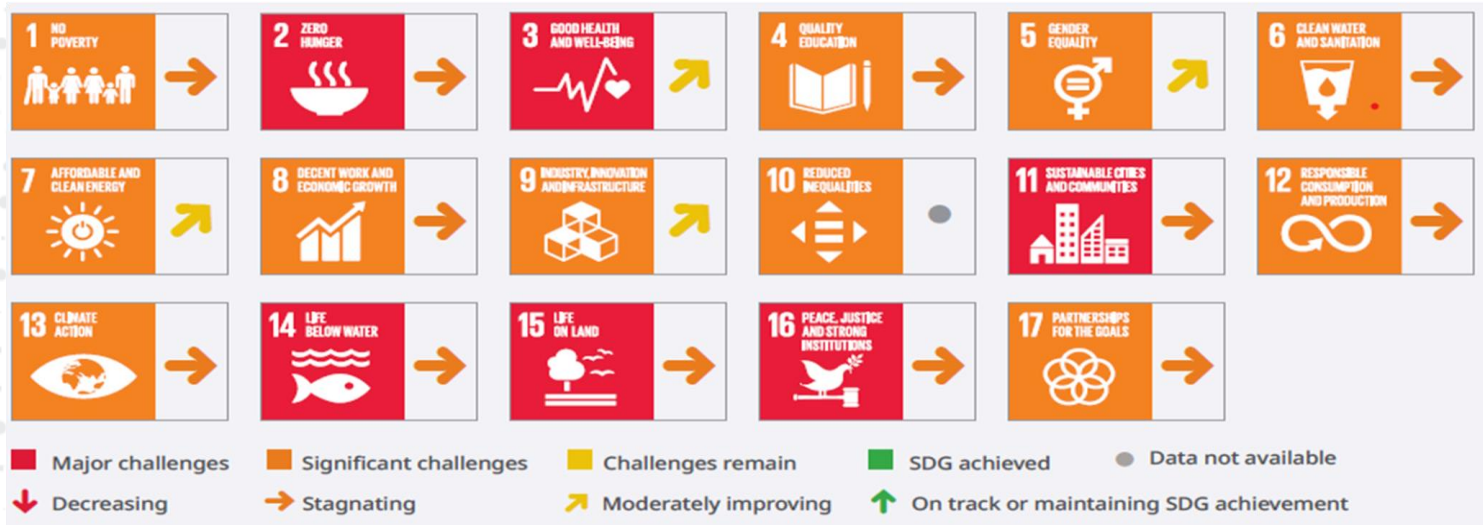 1 NO
POVERTY
2 ZERO
HUNGER
3 GOOD HEALTH
AND WELL-BEING
4 QUALITY
EDUCATION
5 GENDER
EQUALITY
6 CLEAN WATER
AND SANITATION
7 AFFORDABLE AND
CLEAN ENERGY
8 DECENT WORK AND
ECONOMIC GROWTH
9 INDUSTRY, INNOVATION
AND INFRASTRUCTURE
10 REDUCED
INEQUALITIES
11 SUSTAINABLE CITIES
AND COMMUNITIES
12 RESPONSIBLE
CONSUMPTION
AND PRODUCTION
13 CLIMATE
ACTION
14 LIFE
BELOW WATER
15 LIFE
ON LAND
16 PEACE, JUSTICE
AND STRONG
INSTITUTIONS
17 PARTNERSHIPS
FOR THE GOALS
Major challenges
Significant challenges
Challenges remain
SDG achieved
Data not available
Decreasing
Stagnating
Moderately improving
On track or maintaining SDG achievement